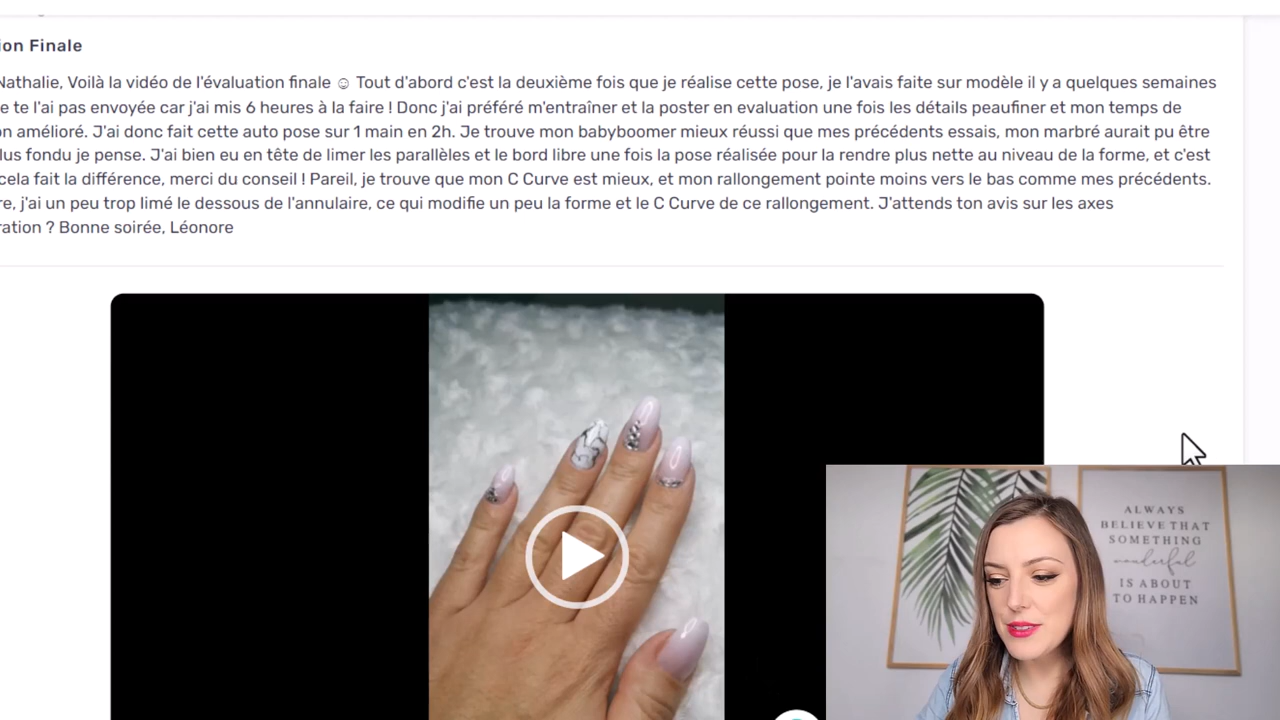 ion Finale
Nathalie, Voilà la vidéo de l'évaluation finale ☺ Tout d'abord c'est la deuxième fois que je réalise cette pose, je l'avais faite sur modèle il y a quelques semaines
e te l'ai pas envoyée car j'ai mis 6 heures à la faire ! Donc j'ai préféré m'entraîner et la poster en evaluation une fois les détails peaufiner et mon temps de
on amélioré. J'ai donc fait cette auto pose sur 1 main en 2h. Je trouve mon babyboomer mieux réussi que mes précédents essais, mon marbré aurait pu être
lus fondu je pense. J'ai bien eu en tête de limer les parallèles et le bord libre une fois la pose réalisée pour la rendre plus nette au niveau de la forme, et c'est
cela fait la différence, merci du conseil ! Pareil, je trouve que mon C Curve est mieux, et mon rallongement pointe moins vers le bas comme mes précédents.
re, j'ai un peu trop limé le dessous de l'annulaire, ce qui modifie un peu la forme et le C Curve de ce rallongement. J'attends ton avis sur les axes
ration ? Bonne soirée, Léonore
ALWAYS
BELIEVE THAT
SOMETHING
wonderful
IS ABOUT
TO HAPPEN